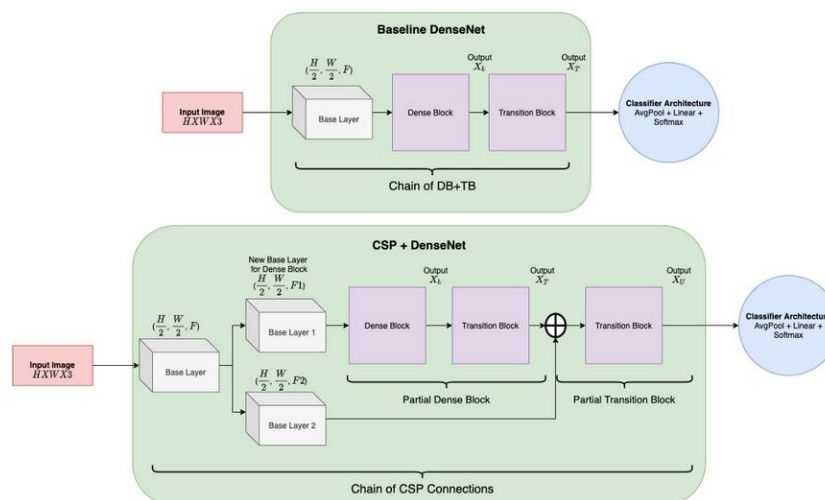 Baseline DenseNet
(H/2, W/2, F)
Base Layer
Input Image
HXWX3
Dense Block
Output
X_k
Transition Block
Output
X_T
Classifier Architecture
AvgPool + Linear +
Softmax
Chain of DB+TB
CSP + DenseNet
Input Image
HXWX3
(H/2, W/2, F)
Base Layer
New Base Layer
for Dense Block
(H/2, W/2, F1)
Base Layer 1
(H/2, W/2, F2)
Base Layer 2
Dense Block
Output
X_k
Transition Block
Output
X_T
Transition Block
Output
X_U
Classifier Architecture
AvgPool + Linear +
Softmax
Partial Dense Block
Partial Transition Block
Chain of CSP Connections